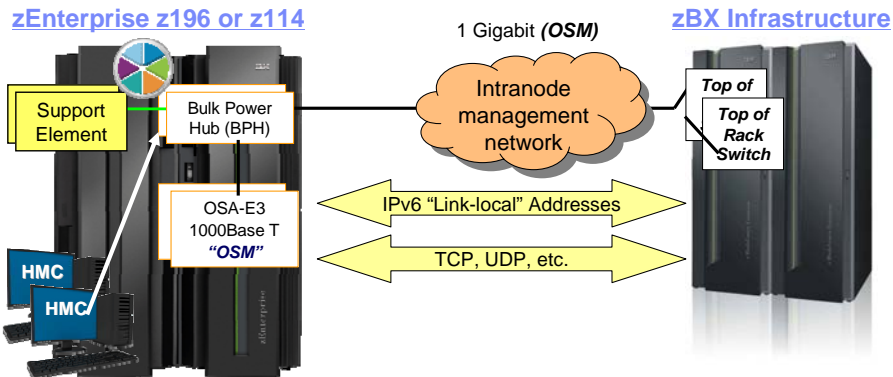 zEnterprise z196 or z114
1 Gigabit (OSM)
zBX Infrastructure
Support
Element
Bulk Power
Hub (BPH)
Intranode
management
network
Top of
Top of
Rack
Switch
OSA-E3
1000Base T
“OSM”
IPv6 “Link-local” Addresses
TCP, UDP, etc.
HMC
HMC
zEnterprise